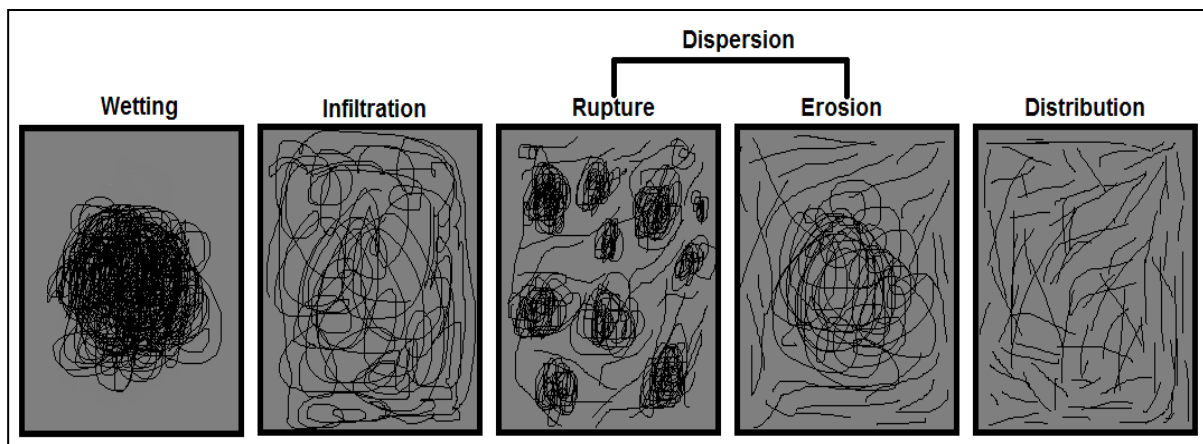 Dispersion
Wetting
Infiltration
Rupture
Erosion
Distribution